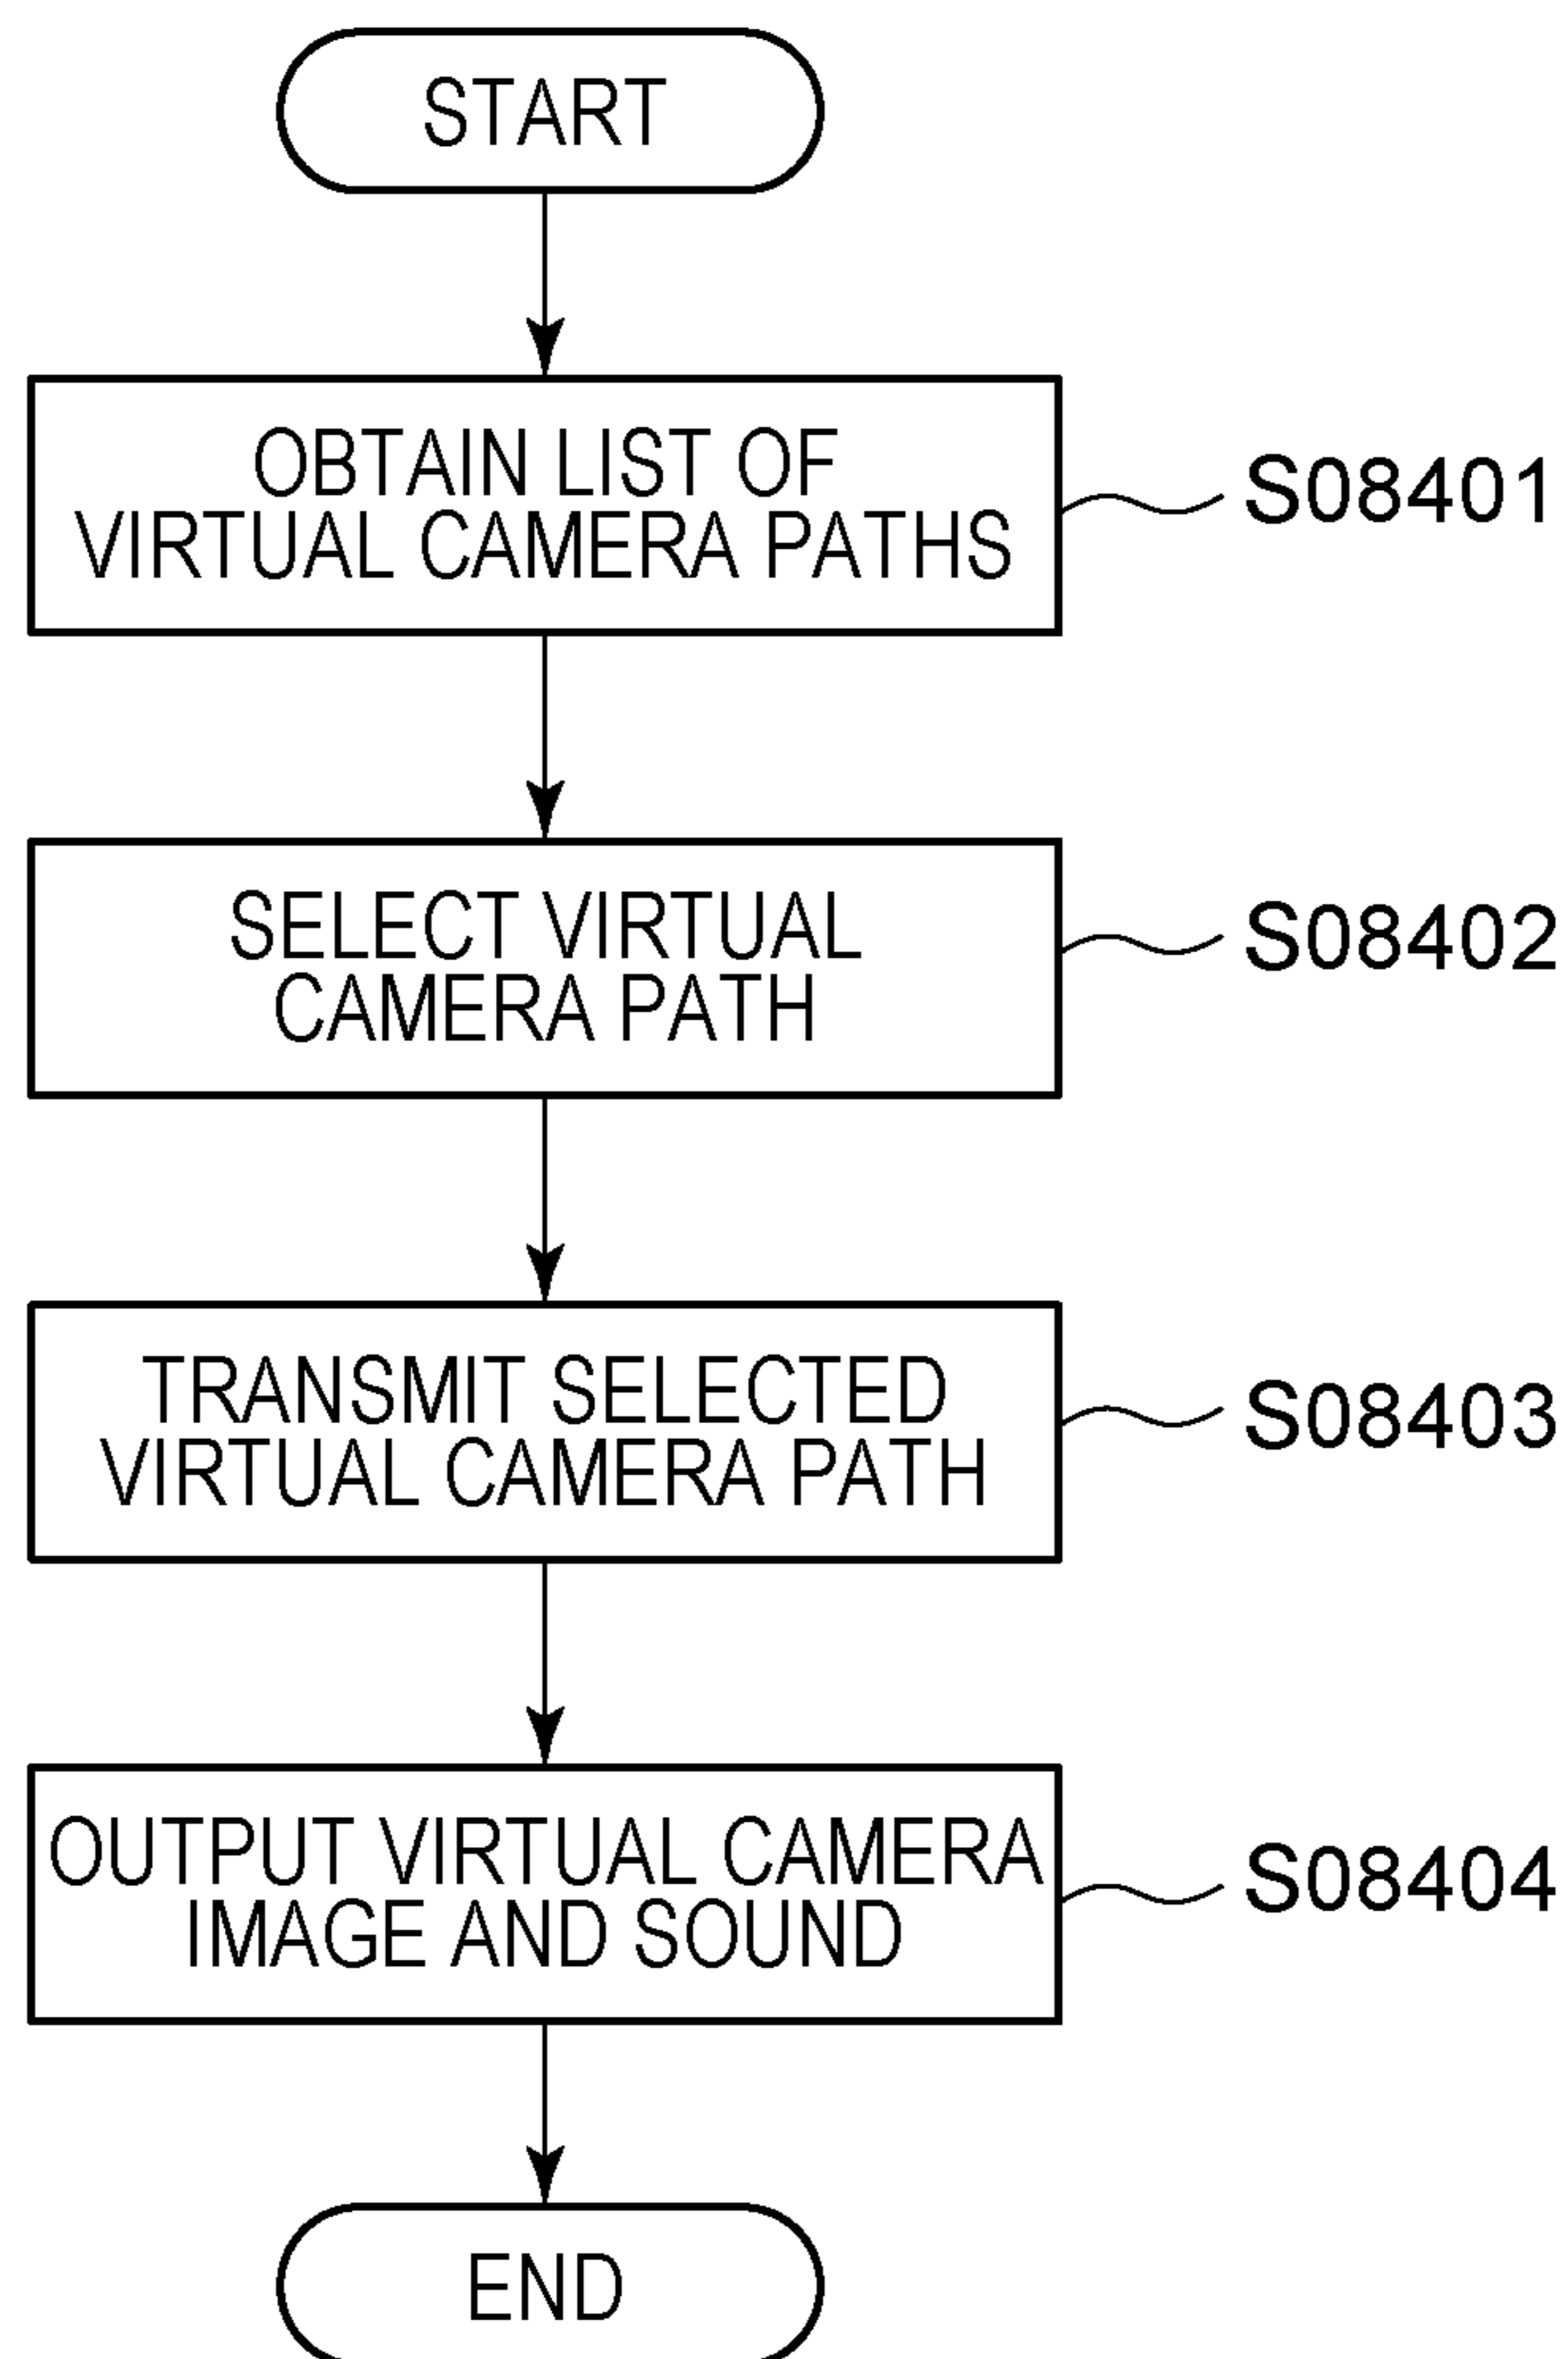 START
OBTAIN LIST OF
VIRTUAL CAMERA PATHS
S08401
SELECT VIRTUAL
CAMERA PATH
S08402
TRANSMIT SELECTED
VIRTUAL CAMERA PATH
S08403
OUTPUT VIRTUAL CAMERA
IMAGE AND SOUND
S08404
END